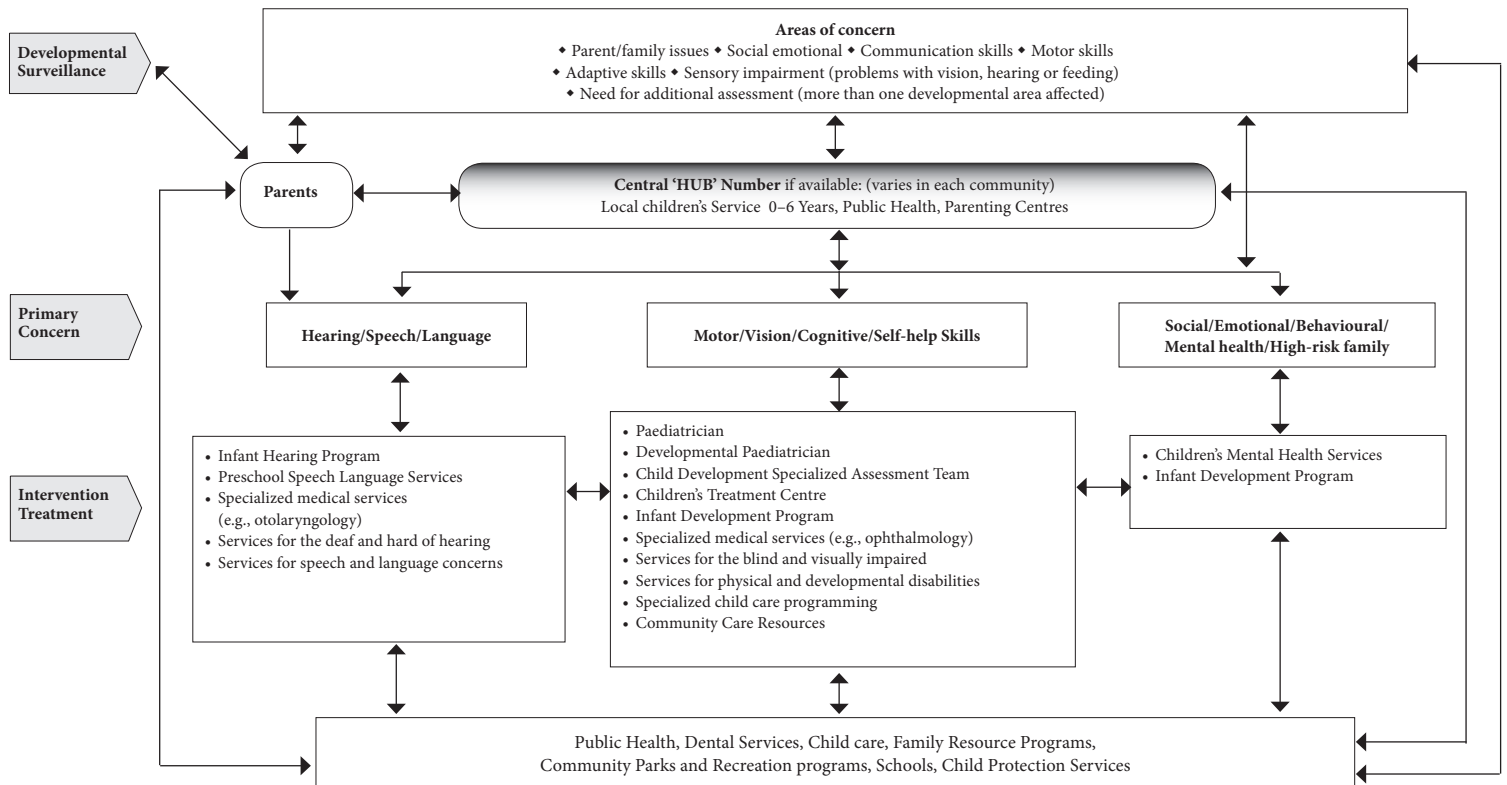 Developmental
Surveillance
Areas of concern
◆ Parent/family issues ◆ Social emotional ◆ Communication skills ◆ Motor skills
◆ Adaptive skills ◆ Sensory impairment (problems with vision, hearing or feeding)
◆ Need for additional assessment (more than one developmental area affected)
Parents
Central ‘HUB’ Number if available: (varies in each community)
Local children’s Service 0–6 Years, Public Health, Parenting Centres
Primary
Concern
Hearing/Speech/Language
Motor/Vision/Cognitive/Self-help Skills
Social/Emotional/Behavioural/
Mental health/High-risk family
Intervention
Treatment
• Infant Hearing Program
• Preschool Speech Language Services
• Specialized medical services
(e.g., otolaryngology)
• Services for the deaf and hard of hearing
• Services for speech and language concerns
• Paediatrician
• Developmental Paediatrician
• Child Development Specialized Assessment Team
• Children’s Treatment Centre
• Infant Development Program
• Specialized medical services (e.g., ophthalmology)
• Services for the blind and visually impaired
• Services for physical and developmental disabilities
• Specialized child care programming
• Community Care Resources
• Children’s Mental Health Services
• Infant Development Program
Public Health, Dental Services, Child care, Family Resource Programs,
Community Parks and Recreation programs, Schools, Child Protection Services